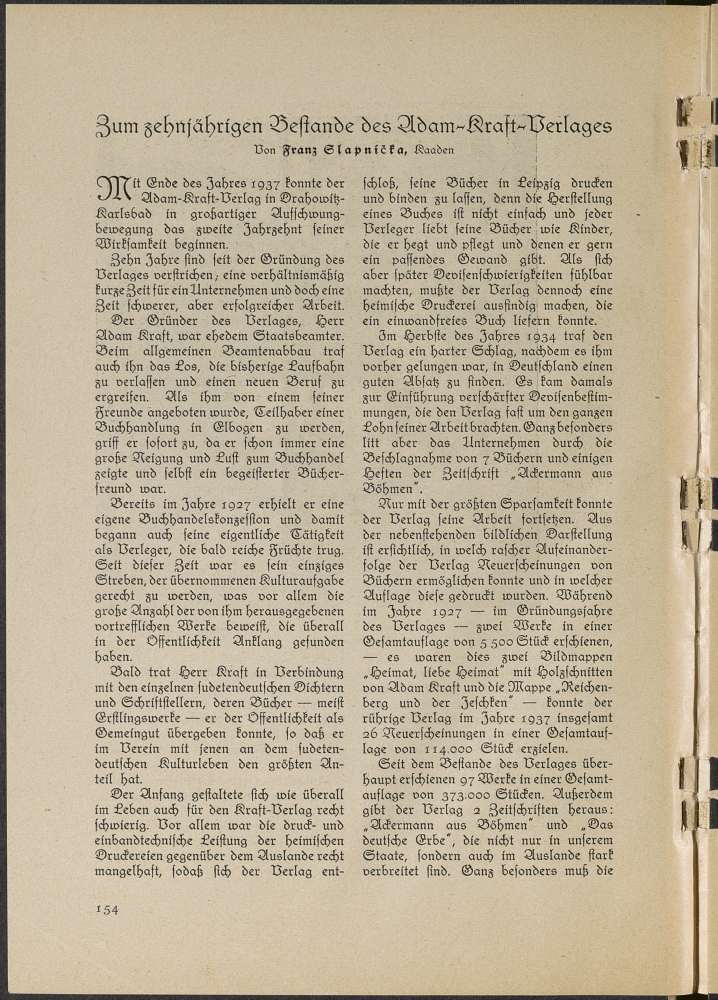 Zum zehnjährigen Bestande des Adam-Kraft-Verlages
Von Franz Slapnička, Kaaden
Mit Ende des Jahres 1937 konnte der
Adam-Kraft-Verlag in Drahowitz-
Karlsbad in großartiger Aufschwung-
bewegung das zweite Jahrzehnt seiner
Wirksamkeit beginnen.
Zehn Jahre sind seit der Gründung des
Verlages verstrichen; eine verhältnismäßig
kurze Zeit für ein Unternehmen und doch eine
Zeit schwerer, aber erfolgreicher Arbeit.
Der Gründer des Verlages, Herr
Adam Kraft, war ehedem Staatsbeamter.
Beim allgemeinen Beamtenabbau traf
auch ihn das Los, die bisherige Laufbahn
zu verlassen und einen neuen Beruf zu
ergreifen. Als ihm von einem seiner
Freunde angeboten wurde, Teilhaber einer
Buchhandlung in Elbogen zu werden,
griff er sofort zu, da er schon immer eine
große Neigung und Lust zum Buchhandel
zeigte und selbst ein begeisterter Bücher-
freund war.
Bereits im Jahre 1927 erhielt er eine
eigene Buchhandelskonzession und damit
begann auch seine eigentliche Tätigkeit
als Verleger, die bald reiche Früchte trug.
Seit dieser Zeit war es sein einziges
Streben, der übernommenen Kulturaufgabe
gerecht zu werden, was vor allem die
große Anzahl der von ihm herausgegebenen
vortrefflichen Werke beweist, die überall
in der Öffentlichkeit Anklang gefunden
haben.
Bald trat Herr Kraft in Verbindung
mit den einzelnen sudetendeutschen Dichtern
und Schriftstellern, deren Bücher — meist
Erstlingswerke — er der Öffentlichkeit als
Gemeingut übergeben konnte, so daß er
im Verein mit jenen an dem sudeten-
deutschen Kulturleben den größten An-
teil hat.
Der Anfang gestaltete sich wie überall
im Leben auch für den Kraft-Verlag recht
schwierig. Vor allem war die druck- und
einbandtechnische Leistung der heimischen
Druckereien gegenüber dem Auslande recht
mangelhaft, sodaß sich der Verlag ent-
schloß, seine Bücher in Leipzig drucken
und binden zu lassen, denn die Herstellung
eines Buches ist nicht einfach und jeder
Verleger liebt seine Bücher wie Kinder,
die er hegt und pflegt und denen er gern
ein passendes Gewand gibt. Als sich
aber später Devisenschwierigkeiten fühlbar
machten, mußte der Verlag dennoch eine
heimische Druckerei ausfindig machen, die
ein einwandfreies Buch liefern konnte.
Im Herbste des Jahres 1934 traf den
Verlag ein harter Schlag, nachdem es ihm
vorher gelungen war, in Deutschland einen
guten Absatz zu finden. Es kam damals
zur Einführung verschärfter Devisenbestim-
mungen, die den Verlag fast um den ganzen
Lohn seiner Arbeit brachten. Ganz besonders
litt aber das Unternehmen durch die
Beschlagnahme von 7 Büchern und einigen
Heften der Zeitschrift „Ackermann aus
Böhmen“.
Nur mit der größten Sparsamkeit konnte
der Verlag seine Arbeit fortsetzen. Aus
der nebenstehenden bildlichen Darstellung
ist ersichtlich, in welch rascher Aufeinander-
folge der Verlag Neuerscheinungen von
Büchern ermöglichen konnte und in welcher
Auflage diese gedruckt wurden. Während
im Jahre 1927 — im Gründungsjahre
des Verlages — zwei Werke in einer
Gesamtauflage von 5 500 Stück erschienen,
— es waren dies zwei Bildmappen
„Heimat, liebe Heimat“ mit Holzschnitten
von Adam Kraft und die Mappe „Reichen-
berg und der Jeschken“ — konnte der
rührige Verlag im Jahre 1937 insgesamt
26 Neuerscheinungen in einer Gesamtauf-
lage von 114.000 Stück erzielen.
Seit dem Bestande des Verlages über-
haupt erschienen 97 Werke in einer Gesamt-
auflage von 373.000 Stücken. Außerdem
gibt der Verlag 2 Zeitschriften heraus:
„Ackermann aus Böhmen“ und „Das
deutsche Erbe“, die nicht nur in unserem
Staate, sondern auch im Auslande stark
verbreitet sind. Ganz besonders muß die
154